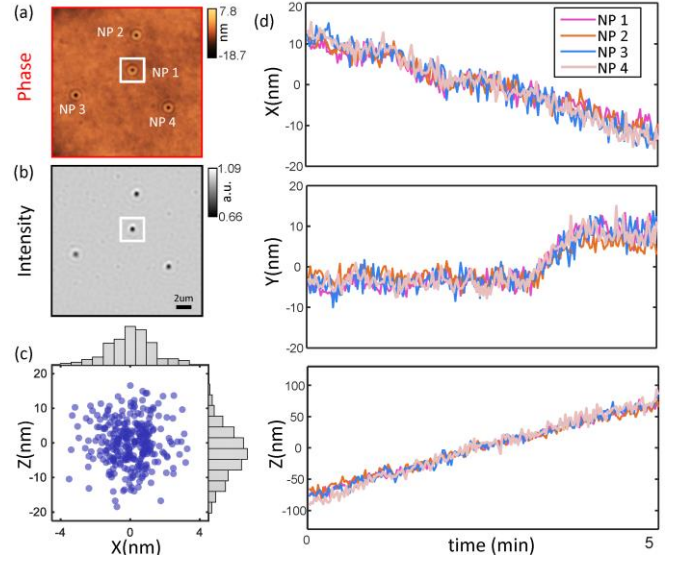 (a)
7.8
-18.7
nm
NP 2
NP 1
NP 3
NP 4
Phase
(b)
1.09
0.66
a.u.
Intensity
2um
(c)
20
10
0
-10
-20
Z(nm)
-4
0
4
X(nm)
(d)
NP 1
NP 2
NP 3
NP 4
20
10
0
-10
-20
X(nm)
20
10
0
-10
20
Y(nm)
100
50
0
-50
-100
Z(nm)
0
time (min)
5